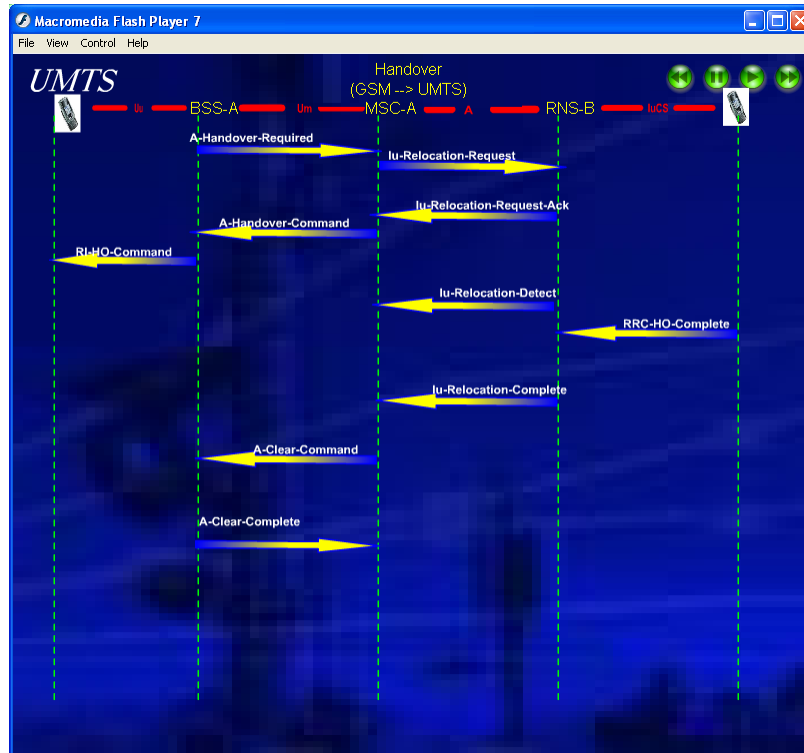 Macromedia Flash Player 7
File View Control Help
UMTS
Handover
(GSM --> UMTS)
Uu BSS-A Um MSC-A A RNS-B IuCS
A-Handover-Required
Iu-Relocation-Request
Iu-Relocation-Request-Ack
A-Handover-Command
RI-HO-Command
Iu-Relocation-Detect
RRC-HO-Complete
Iu-Relocation-Complete
A-Clear-Command
A-Clear-Complete